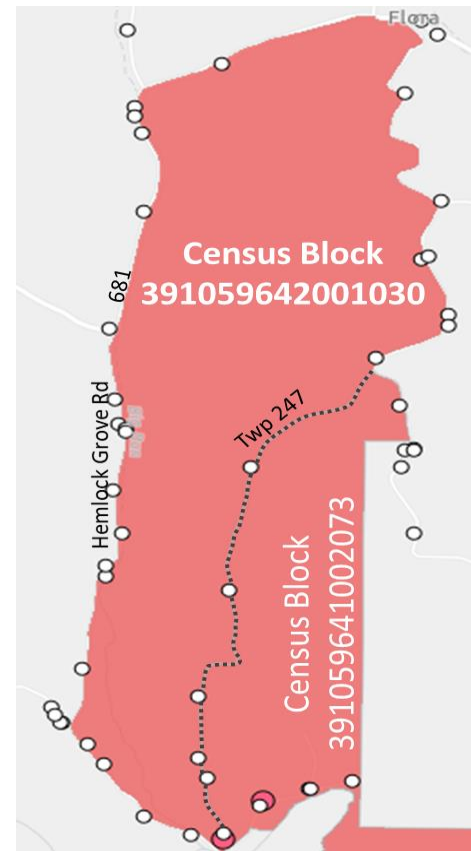 Flora
Census Block
391059642001030
681
Hemlock Grove Rd
Twp 247
Census Block
391059641002073